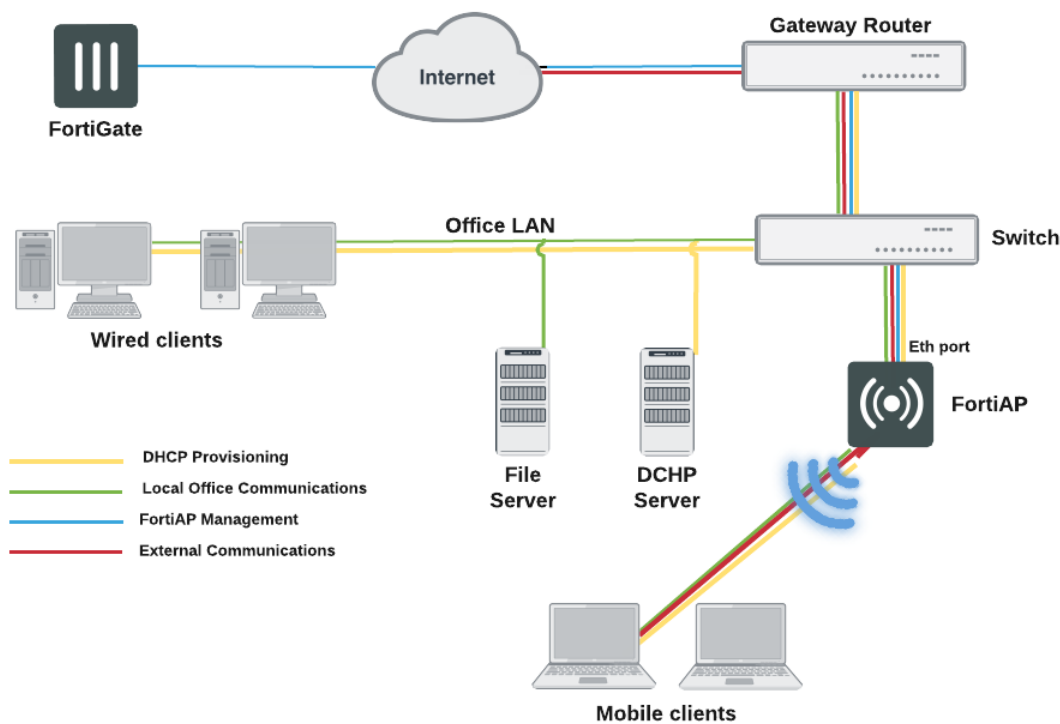 Gateway Router
Internet
FortiGate
Office LAN
Switch
Wired clients
Eth port
FortiAP
DHCP Provisioning
Local Office Communications
FortiAP Management
External Communications
File
Server
DCHP
Server
Mobile clients